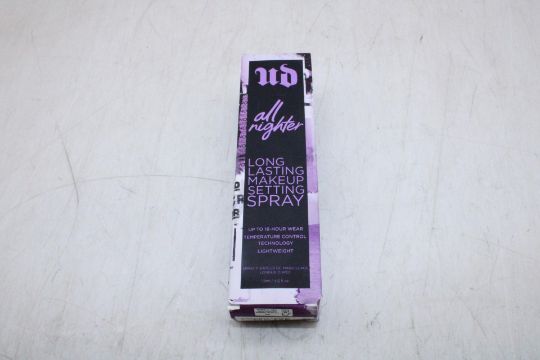 UD
all
nighter
LONG
LASTING
MAKEUP
SETTING
SPRAY
UP TO 16-HOUR WEAR
TEMPERATURE CONTROL
TECHNOLOGY
LIGHTWEIGHT